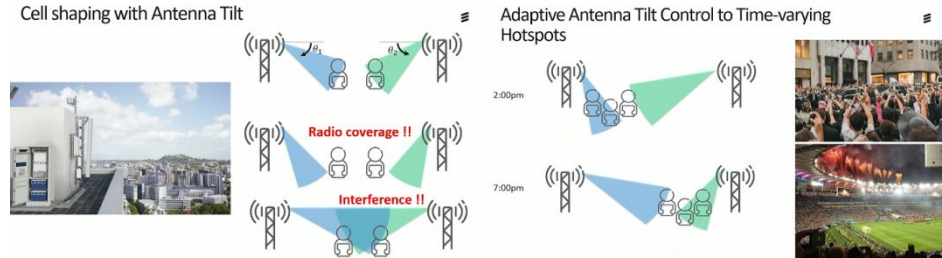 Cell shaping with Antenna Tilt
θ₁
θ₂
Radio coverage !!
Interference !!
Adaptive Antenna Tilt Control to Time-varying
Hotspots
2:00pm
7:00pm